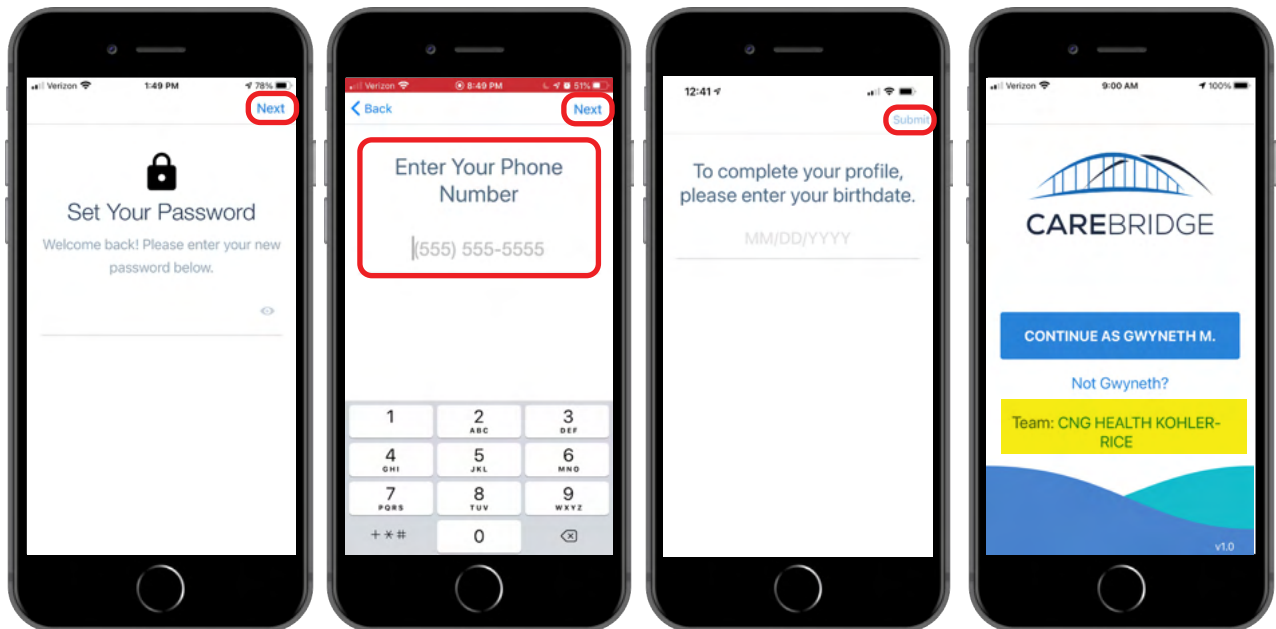 Verizon 1:49 PM 78%
Next
Set Your Password
Welcome back! Please enter your new
password below.
Verizon 8:49 PM 51%
Back Next
Enter Your Phone
Number
(555) 555-5555
1 2 3
ABC DEF
4 5 6
GHI JKL MNO
7 8 9
PQRS TUV WXYZ
+*# 0
12:41
Submit
To complete your profile,
please enter your birthdate.
MM/DD/YYYY
Verizon 9:00 AM 100%
CAREBRIDGE
CONTINUE AS GWYNETH M.
Not Gwyneth?
Team: CNG HEALTH KOHLER-
RICE
v1.0